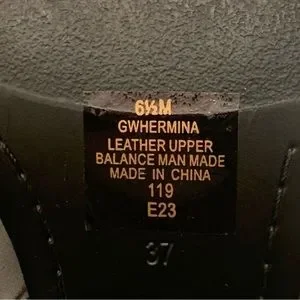 6½M
GWHERMINA
LEATHER UPPER
BALANCE MAN MADE
MADE IN CHINA
119
E23
37